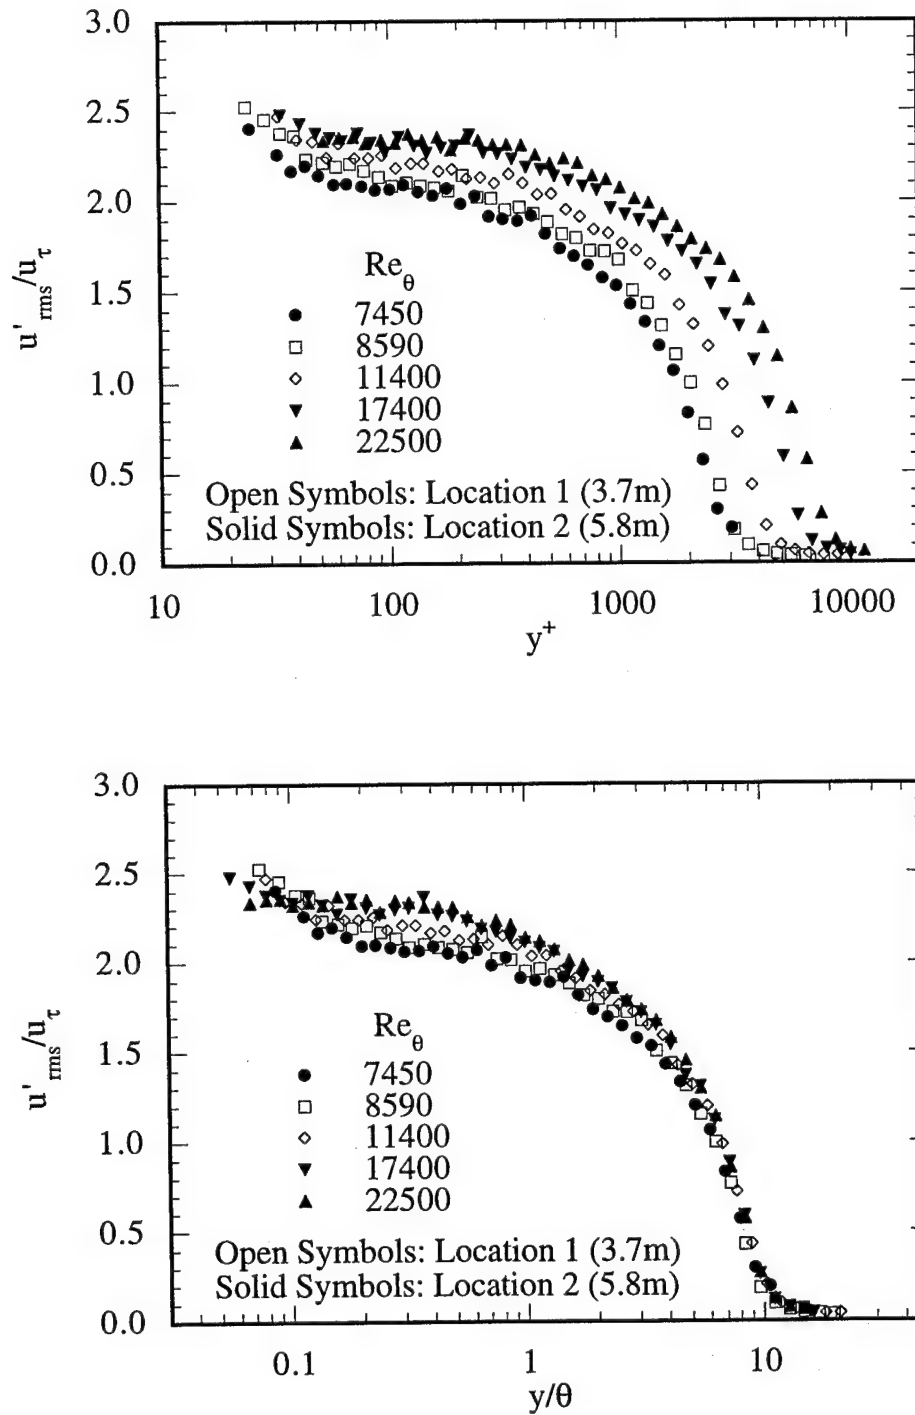 3.0
2.5
2.0
1.5
1.0
0.5
0.0
u'rms/uτ
Reθ
7450
8590
11400
17400
22500
Open Symbols: Location 1 (3.7m)
Solid Symbols: Location 2 (5.8m)
10 100 1000 10000
y+
3.0
2.5
2.0
1.5
1.0
0.5
0.0
u'rms/uτ
Reθ
7450
8590
11400
17400
22500
Open Symbols: Location 1 (3.7m)
Solid Symbols: Location 2 (5.8m)
0.1 1 10
y/θ